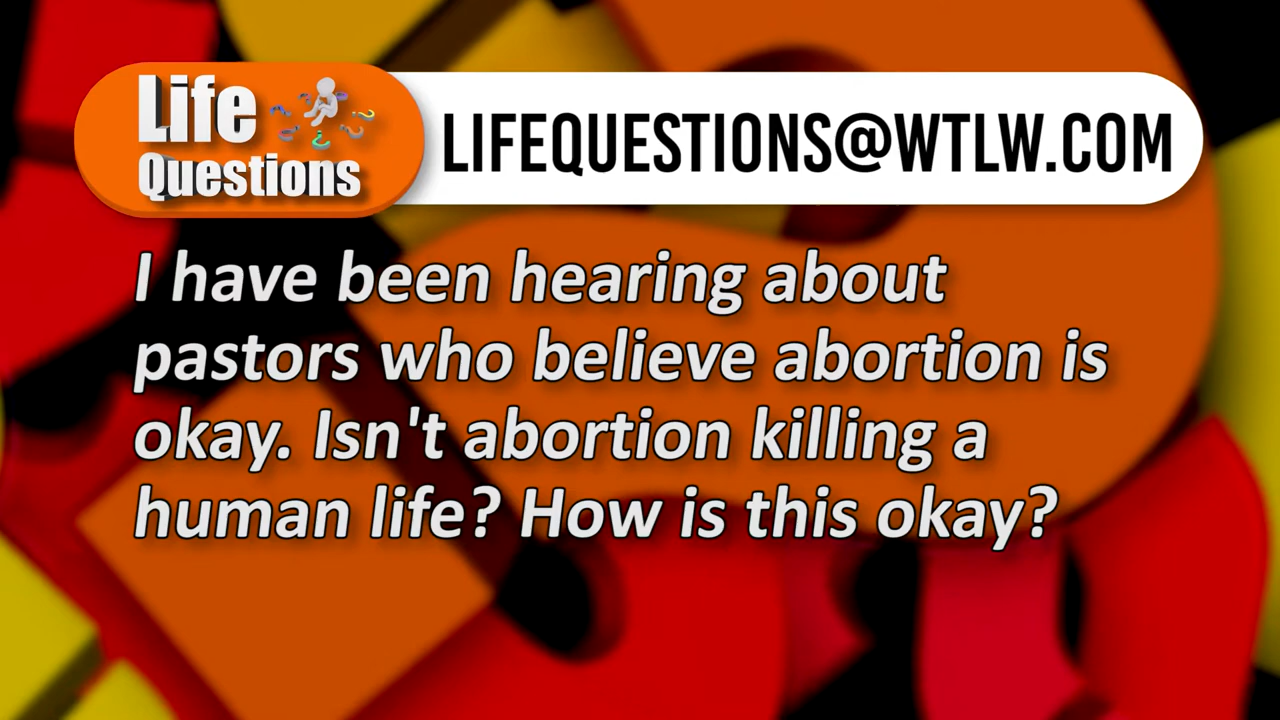 Life
Questions
LIFEQUESTIONS@WTLW.COM
I have been hearing about
pastors who believe abortion is
okay. Isn't abortion killing a
human life? How is this okay?